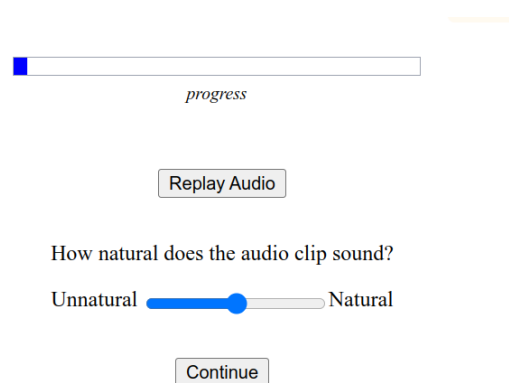 progress
Replay Audio
How natural does the audio clip sound?
Unnatural Natural
Continue